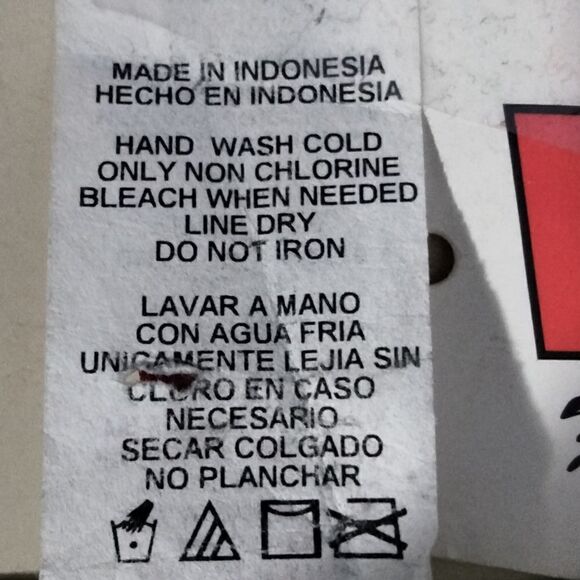 MADE IN INDONESIA
HECHO EN INDONESIA
HAND WASH COLD
ONLY NON CHLORINE
BLEACH WHEN NEEDED
LINE DRY
DO NOT IRON
LAVAR A MANO
CON AGUA FRIA
UNICAMENTE LEJIA SIN
CLORO EN CASO
NECESARIO
SECAR COLGADO
NO PLANCHAR